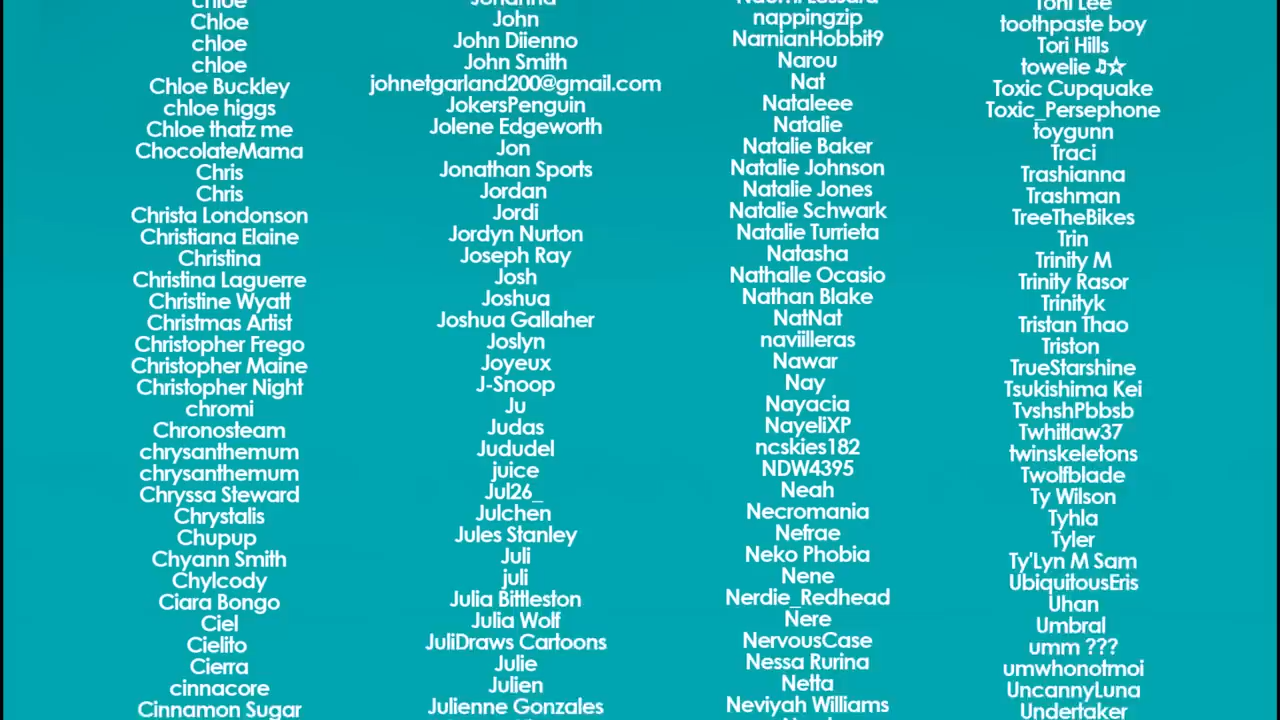 chloe
Chloe
chloe
chloe
Chloe Buckley
chloe higgs
Chloe thatz me
ChocolateMama
Chris
Chris
Christa Londonson
Christiana Elaine
Christina
Christina Laguerre
Christine Wyatt
Christmas Artist
Christopher Frego
Christopher Maine
Christopher Night
chromi
Chronosteam
chrysanthemum
chrysanthemum
Chryssa Steward
Chrystalis
Chupup
Chyann Smith
Chylcody
Ciara Bongo
Ciel
Cielito
Cierra
cinnacore
Cinnamon Sugar
Johanna
John
John Diienno
John Smith
johnetgarland200@gmail.com
JokersPenguin
Jolene Edgeworth
Jon
Jonathan Sports
Jordan
Jordi
Jordyn Nurton
Joseph Ray
Josh
Joshua
Joshua Gallaher
Joslyn
Joyeux
J-Snoop
Ju
Judas
Jududel
juice
Jul26_
Julchen
Jules Stanley
Juli
juli
Julia Bittleston
Julia Wolf
JuliDraws Cartoons
Julie
Julien
Julienne Gonzales
Naomi Lessard
nappingzip
NarnianHobbit9
Narou
Nat
Nataleee
Natalie
Natalie Baker
Natalie Johnson
Natalie Jones
Natalie Schwark
Natalie Turrieta
Natasha
Nathalie Ocasio
Nathan Blake
NatNat
naviilleras
Nawar
Nay
Nayacia
NayeliXP
ncskies182
NDW4395
Neah
Necromania
Nefrae
Neko Phobia
Nene
Nerdie_Redhead
Nere
NervousCase
Nessa Rurina
Netta
Neviyah Williams
Toni Lee
toothpaste boy
Tori Hills
towelie ♫☆
Toxic Cupquake
Toxic_Persephone
toygunn
Traci
Trashianna
Trashman
TreeTheBikes
Trin
Trinity M
Trinity Rasor
Trinityk
Tristan Thao
Triston
TrueStarshine
Tsukishima Kei
TvshshPbbsb
Twhitlaw37
twinskeletons
Twolfblade
Ty Wilson
Tyhla
Tyler
Ty'Lyn M Sam
UbiquitousEris
Uhan
Umbral
umm ???
umwhonotmoi
UncannyLuna
Undertaker